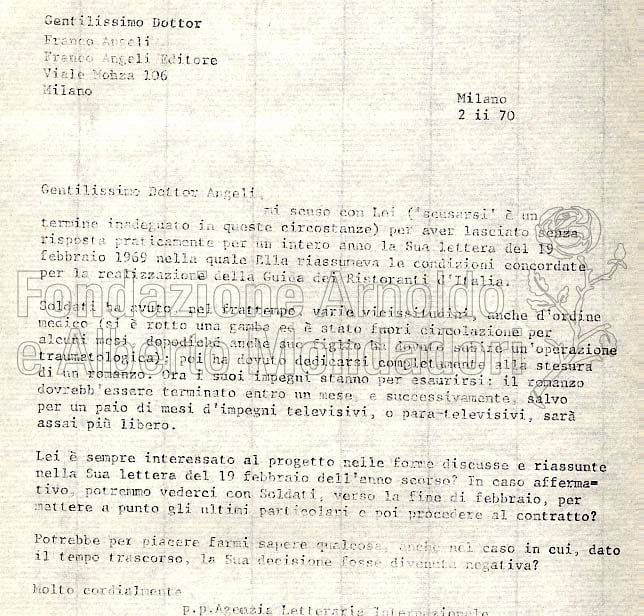 Gentilissimo Dottor
Franco Angeli
Franco Angeli Editore
Viale Monza 106
Milano
Milano
2 ii 70
Gentilissimo Dottor Angeli,
mi scuso con Lei ('scusarsi' è un
termine inadeguato in queste circostanze) per aver lasciato senza
risposta praticamente per un intero anno la Sua lettera del 19
febbraio 1969 nella quale Ella riassumeva le condizioni concordate
per la realizzazione della Guida dei Ristoranti d'Italia.
Soldati ha avuto, nel frattempo, varie vicissitudini, anche d'ordine
medico (si è rotto una gamba ed è stato fuori circolazione per
alcuni mesi, dopodiché anche suo figlio ha dovuto subire un'operazione
traumatologica); poi ha dovuto dedicarsi completamente alla stesura
di un romanzo. Ora i suoi impegni stanno per esaurirsi: il romanzo
dovrebb'essere terminato entro un mese, e successivamente, salvo
per un paio di mesi d'impegni televisivi, o para-televisivi, sarà
assai più libero.
Lei è sempre interessato al progetto nelle forme discusse e riassunte
nella Sua lettera del 19 febbraio dell'anno scorso? In caso afferma=
tivo, potremmo vederci con Soldati, verso la fine di febbraio, per
mettere a punto gli ultimi particolari e poi procedere al contratto?
Potrebbe per piacere farmi sapere qualcosa, anche nel caso in cui, dato
il tempo trascorso, la Sua decisione fosse divenuta negativa?
Molto cordialmente
p.p.Agenzia Letteraria Internazionale
Fondazione Arnoldo
e Alberto Mondadori